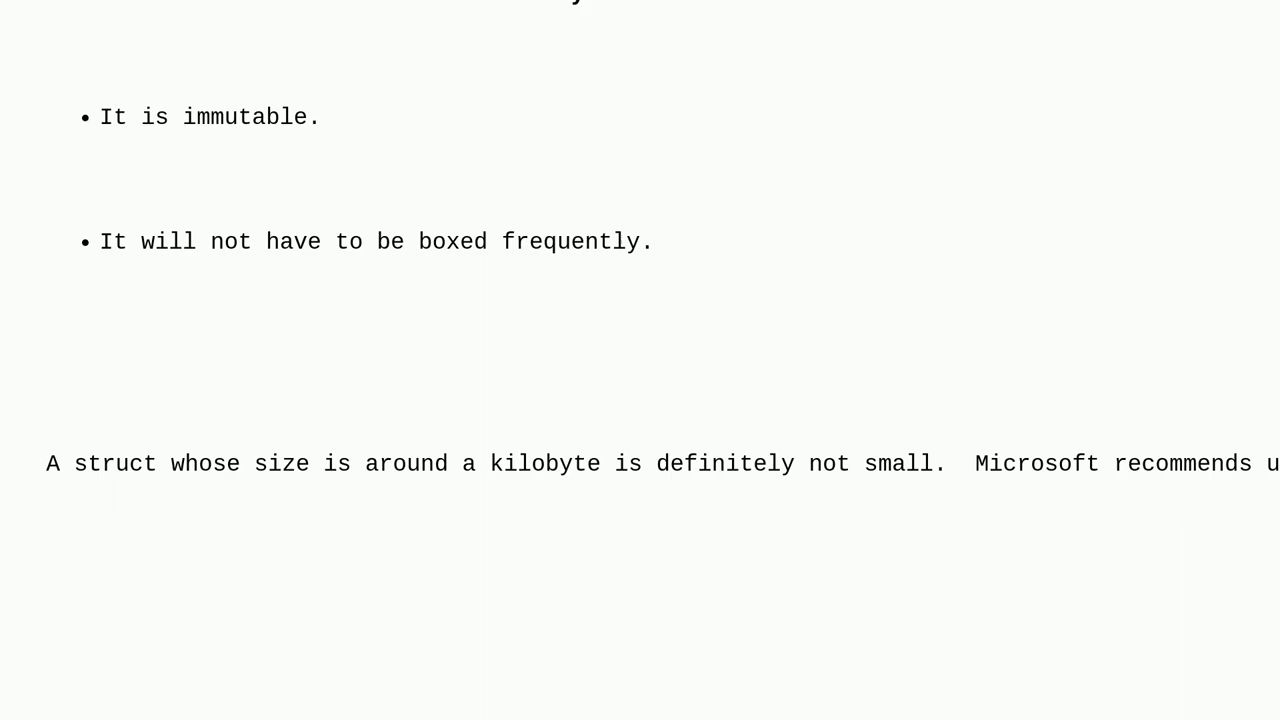 • It is immutable.
• It will not have to be boxed frequently.
A struct whose size is around a kilobyte is definitely not small.  Microsoft recommends